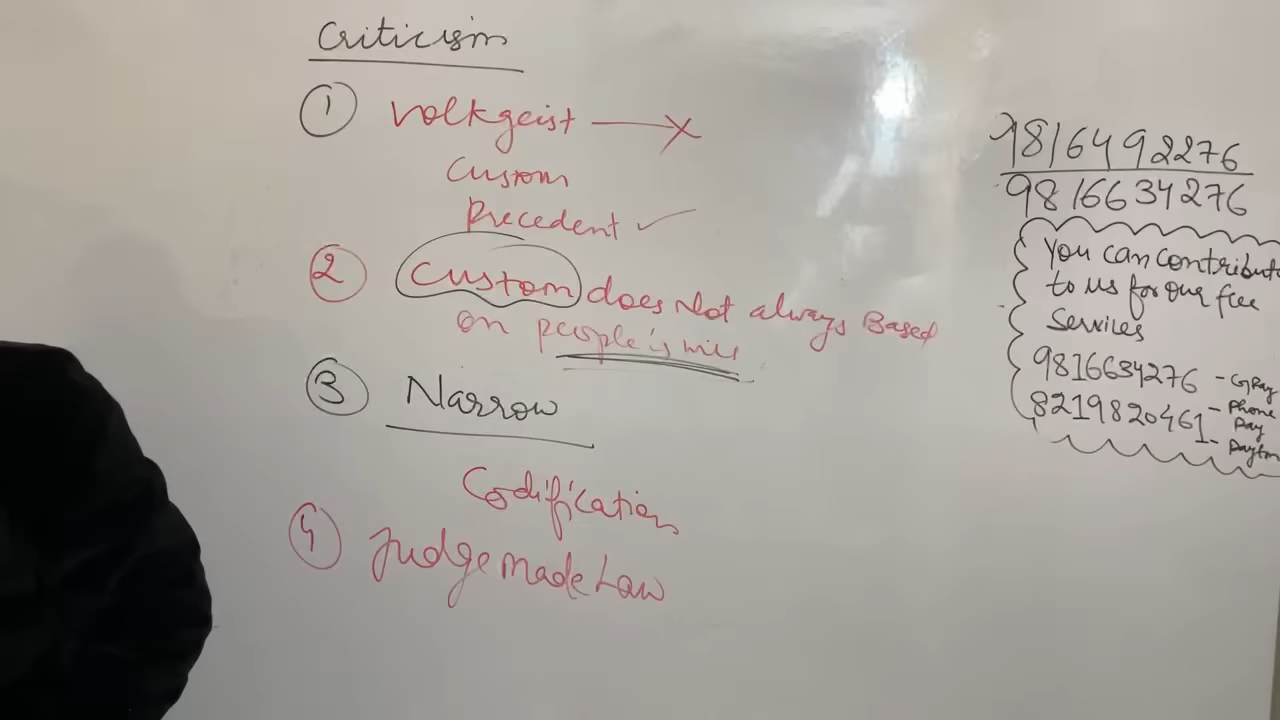 Criticism
1 Volkgeist
Custom
Precedent ✓
2 Custom does Not always Based
on people's will
3 Narrow
Codification
4 Judge made Law
9816492276
9816634276
You can contribute
to us for our free
Services
9816634276 - G Pay
8219820461 - Phone
Pay
- Paytm